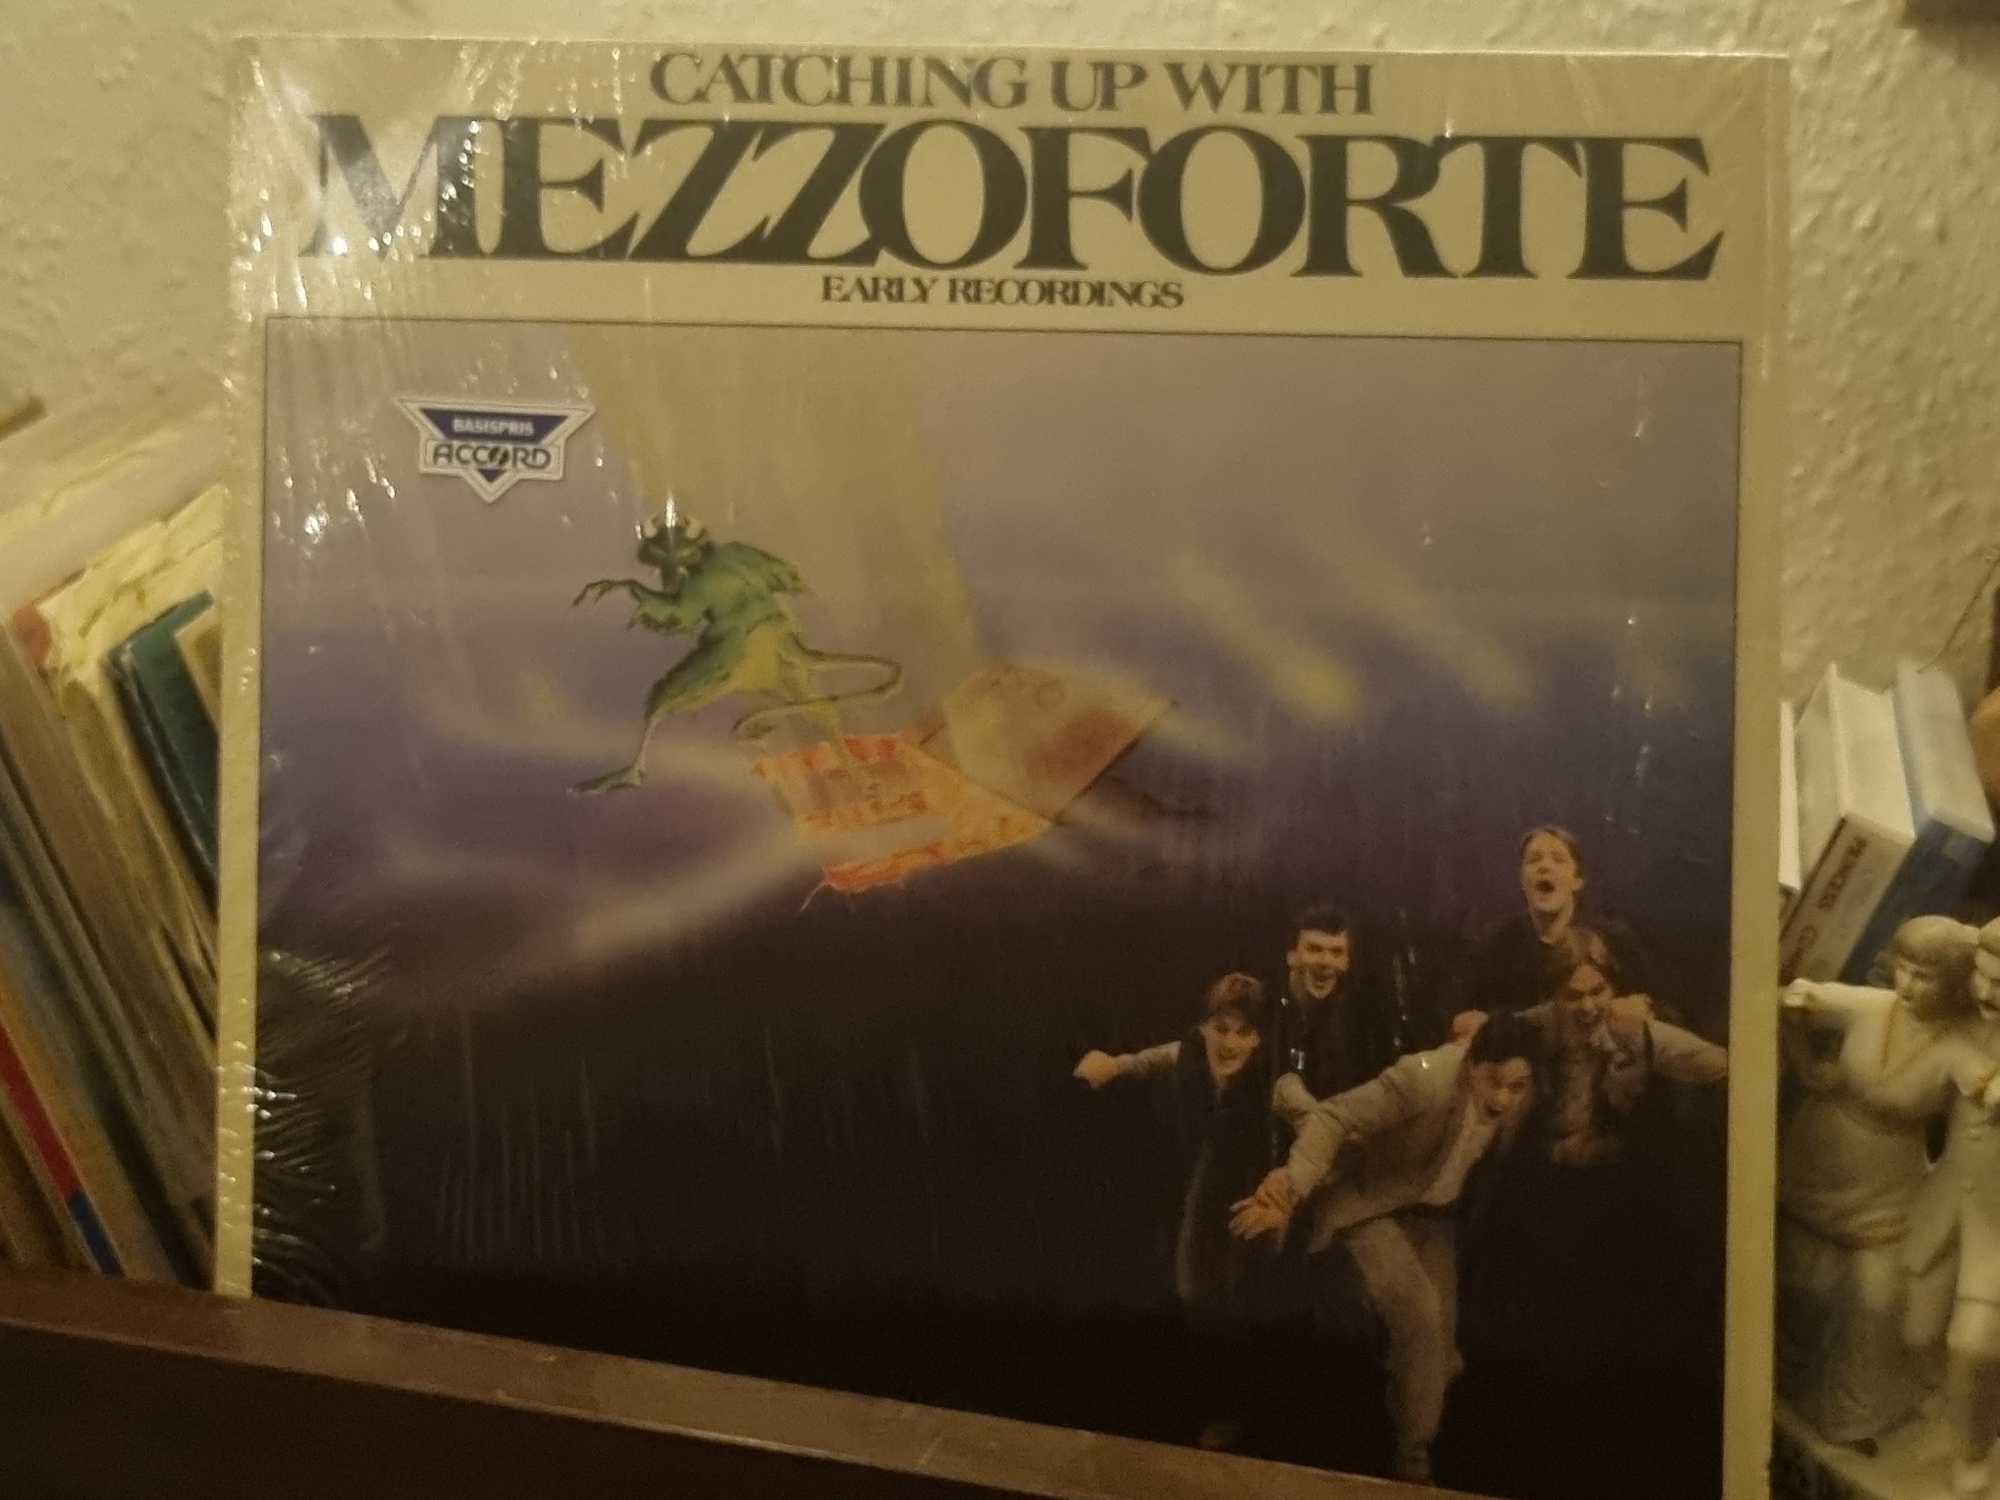 CATCHING UP WITH
MEZZOFORTE
EARLY RECORDINGS
BASISPRIS
ACCORD